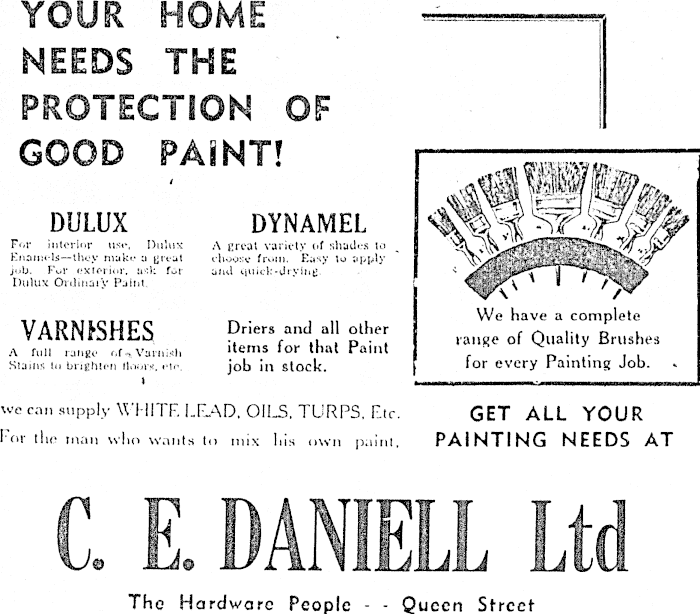 YOUR HOME
NEEDS THE
PROTECTION OF
GOOD PAINT!
DULUX
For interior use, Dulux
Enamels—they make a great
job. For exterior, ask for
Dulux Ordinary Paint.
DYNAMEL
A great variety of shades to
choose from. Easy to apply
and quick-drying.
VARNISHES
A full range of Varnish
Stains to brighten floors, etc.
Driers and all other
items for that Paint
job in stock.
We have a complete
range of Quality Brushes
for every Painting Job.
we can supply WHITE LEAD, OILS, TURPS, Etc.
For the man who wants to mix his own paint,
GET ALL YOUR
PAINTING NEEDS AT
C. E. DANIELL Ltd
The Hardware People - - Queen Street